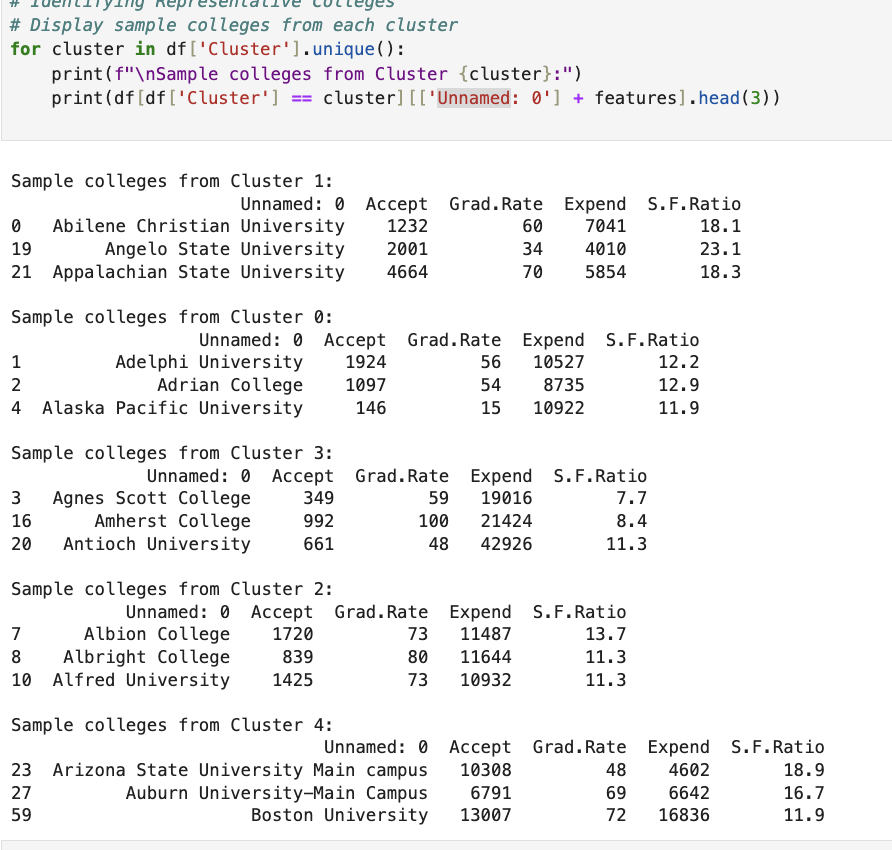 # Identifying Representative Colleges
# Display sample colleges from each cluster
for cluster in df['Cluster'].unique():
    print(f"\nSample colleges from Cluster {cluster}:")
    print(df[df['Cluster'] == cluster][['Unnamed: 0'] + features].head(3))
Sample colleges from Cluster 1:
Unnamed: 0  Accept  Grad.Rate  Expend  S.F.Ratio
0   Abilene Christian University    1232         60    7041       18.1
19       Angelo State University    2001         34    4010       23.1
21  Appalachian State University    4664         70    5854       18.3
Sample colleges from Cluster 0:
Unnamed: 0  Accept  Grad.Rate  Expend  S.F.Ratio
1         Adelphi University    1924         56   10527       12.2
2             Adrian College    1097         54    8735       12.9
4  Alaska Pacific University     146         15   10922       11.9
Sample colleges from Cluster 3:
Unnamed: 0  Accept  Grad.Rate  Expend  S.F.Ratio
3   Agnes Scott College     349         59   19016        7.7
16      Amherst College     992        100   21424        8.4
20   Antioch University     661         48   42926       11.3
Sample colleges from Cluster 2:
Unnamed: 0  Accept  Grad.Rate  Expend  S.F.Ratio
7      Albion College    1720         73   11487       13.7
8    Albright College     839         80   11644       11.3
10  Alfred University    1425         73   10932       11.3
Sample colleges from Cluster 4:
Unnamed: 0  Accept  Grad.Rate  Expend  S.F.Ratio
23  Arizona State University Main campus   10308         48    4602       18.9
27         Auburn University-Main Campus    6791         69    6642       16.7
59                     Boston University   13007         72   16836       11.9